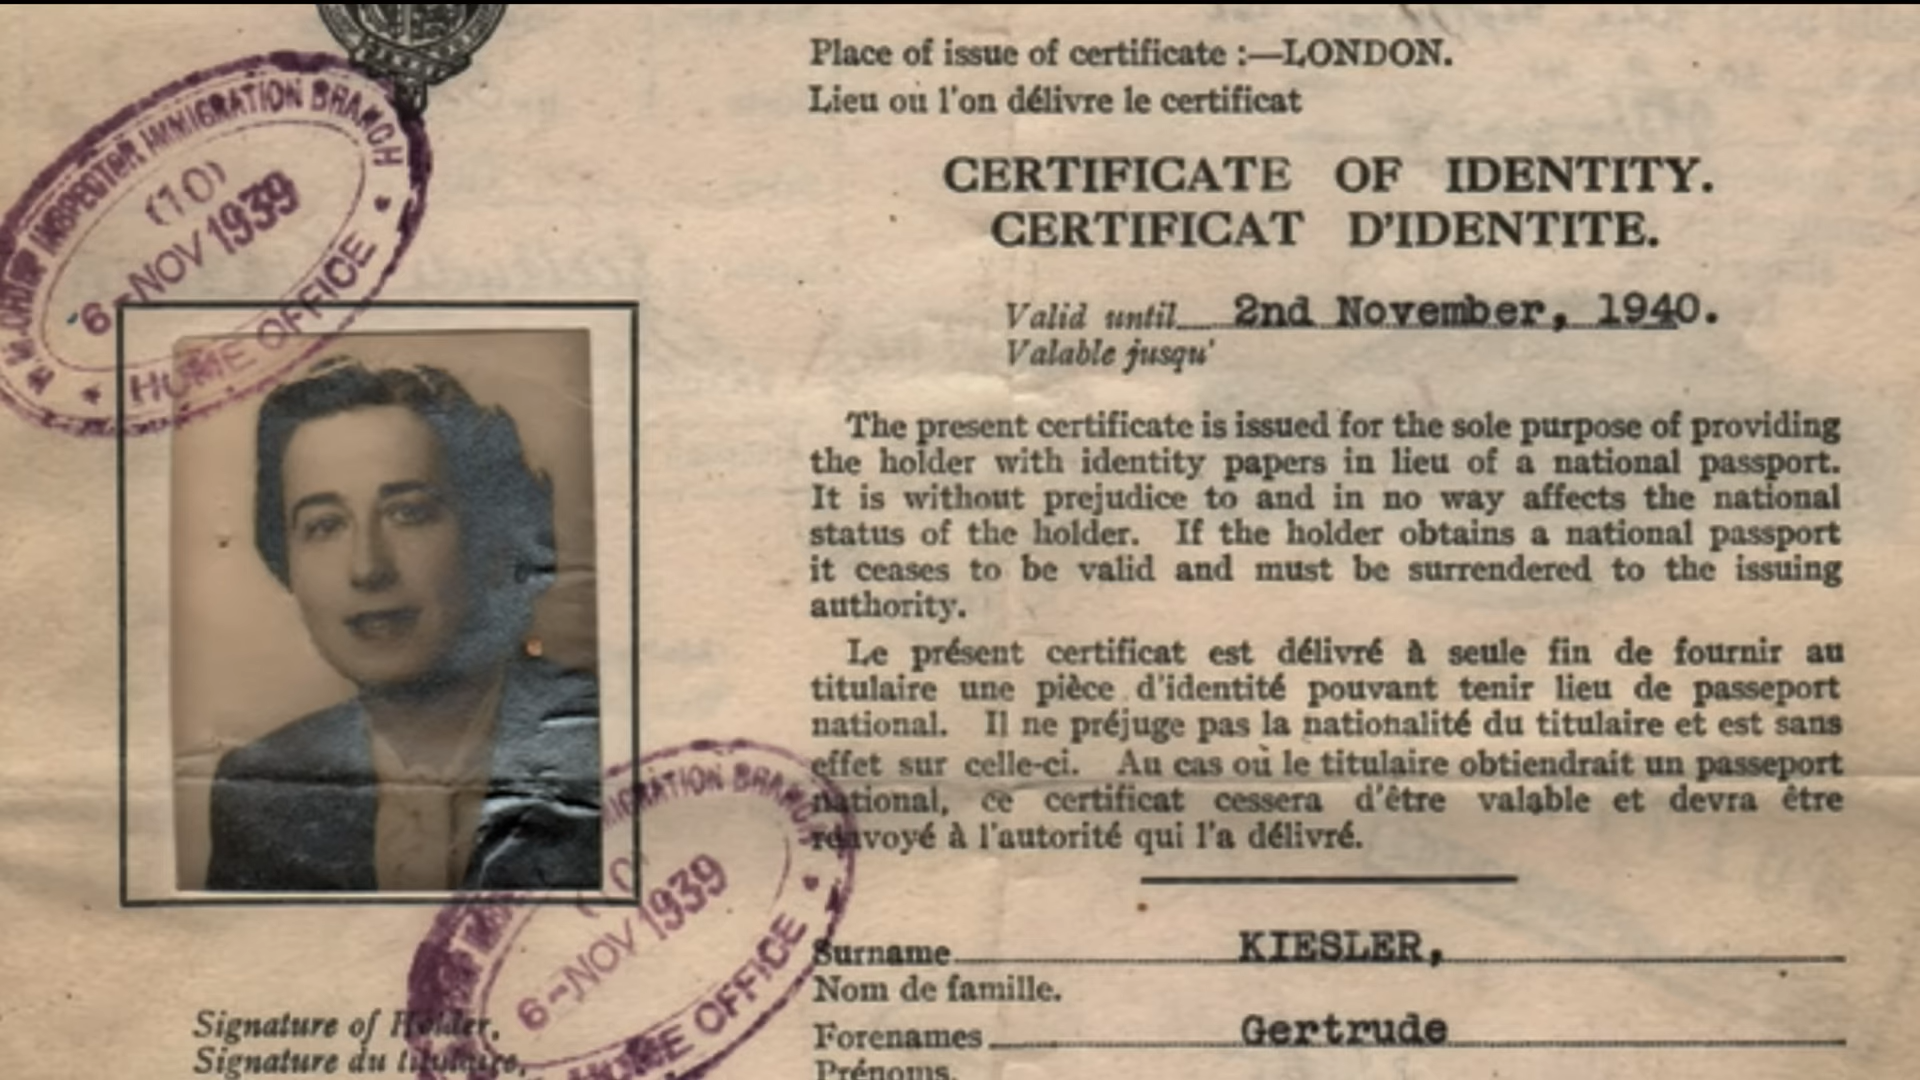 Place of issue of certificate :—LONDON.
Lieu où l'on délivre le certificat
CERTIFICATE OF IDENTITY.
CERTIFICAT D'IDENTITE.
Valid until 2nd November, 1940.
Valable jusqu'
The present certificate is issued for the sole purpose of providing
the holder with identity papers in lieu of a national passport.
It is without prejudice to and in no way affects the national
status of the holder. If the holder obtains a national passport
it ceases to be valid and must be surrendered to the issuing
authority.
Le présent certificat est délivré à seule fin de fournir au
titulaire une pièce d'identité pouvant tenir lieu de passeport
national. Il ne préjuge pas la nationalité du titulaire et est sans
effet sur celle-ci. Au cas où le titulaire obtiendrait un passeport
national, ce certificat cessera d'être valable et devra être
renvoyé à l'autorité qui l'a délivré.
Surname KIESLER,
Nom de famille.
Forenames Gertrude
Prénoms.
H.M. CHIEF INSPECTOR IMMIGRATION BRANCH
(10)
6-NOV 1939
HOME OFFICE
IMMIGRATION BRANCH
6-NOV 1939
HOME OFFICE
Signature of Holder,
Signature du titulaire,